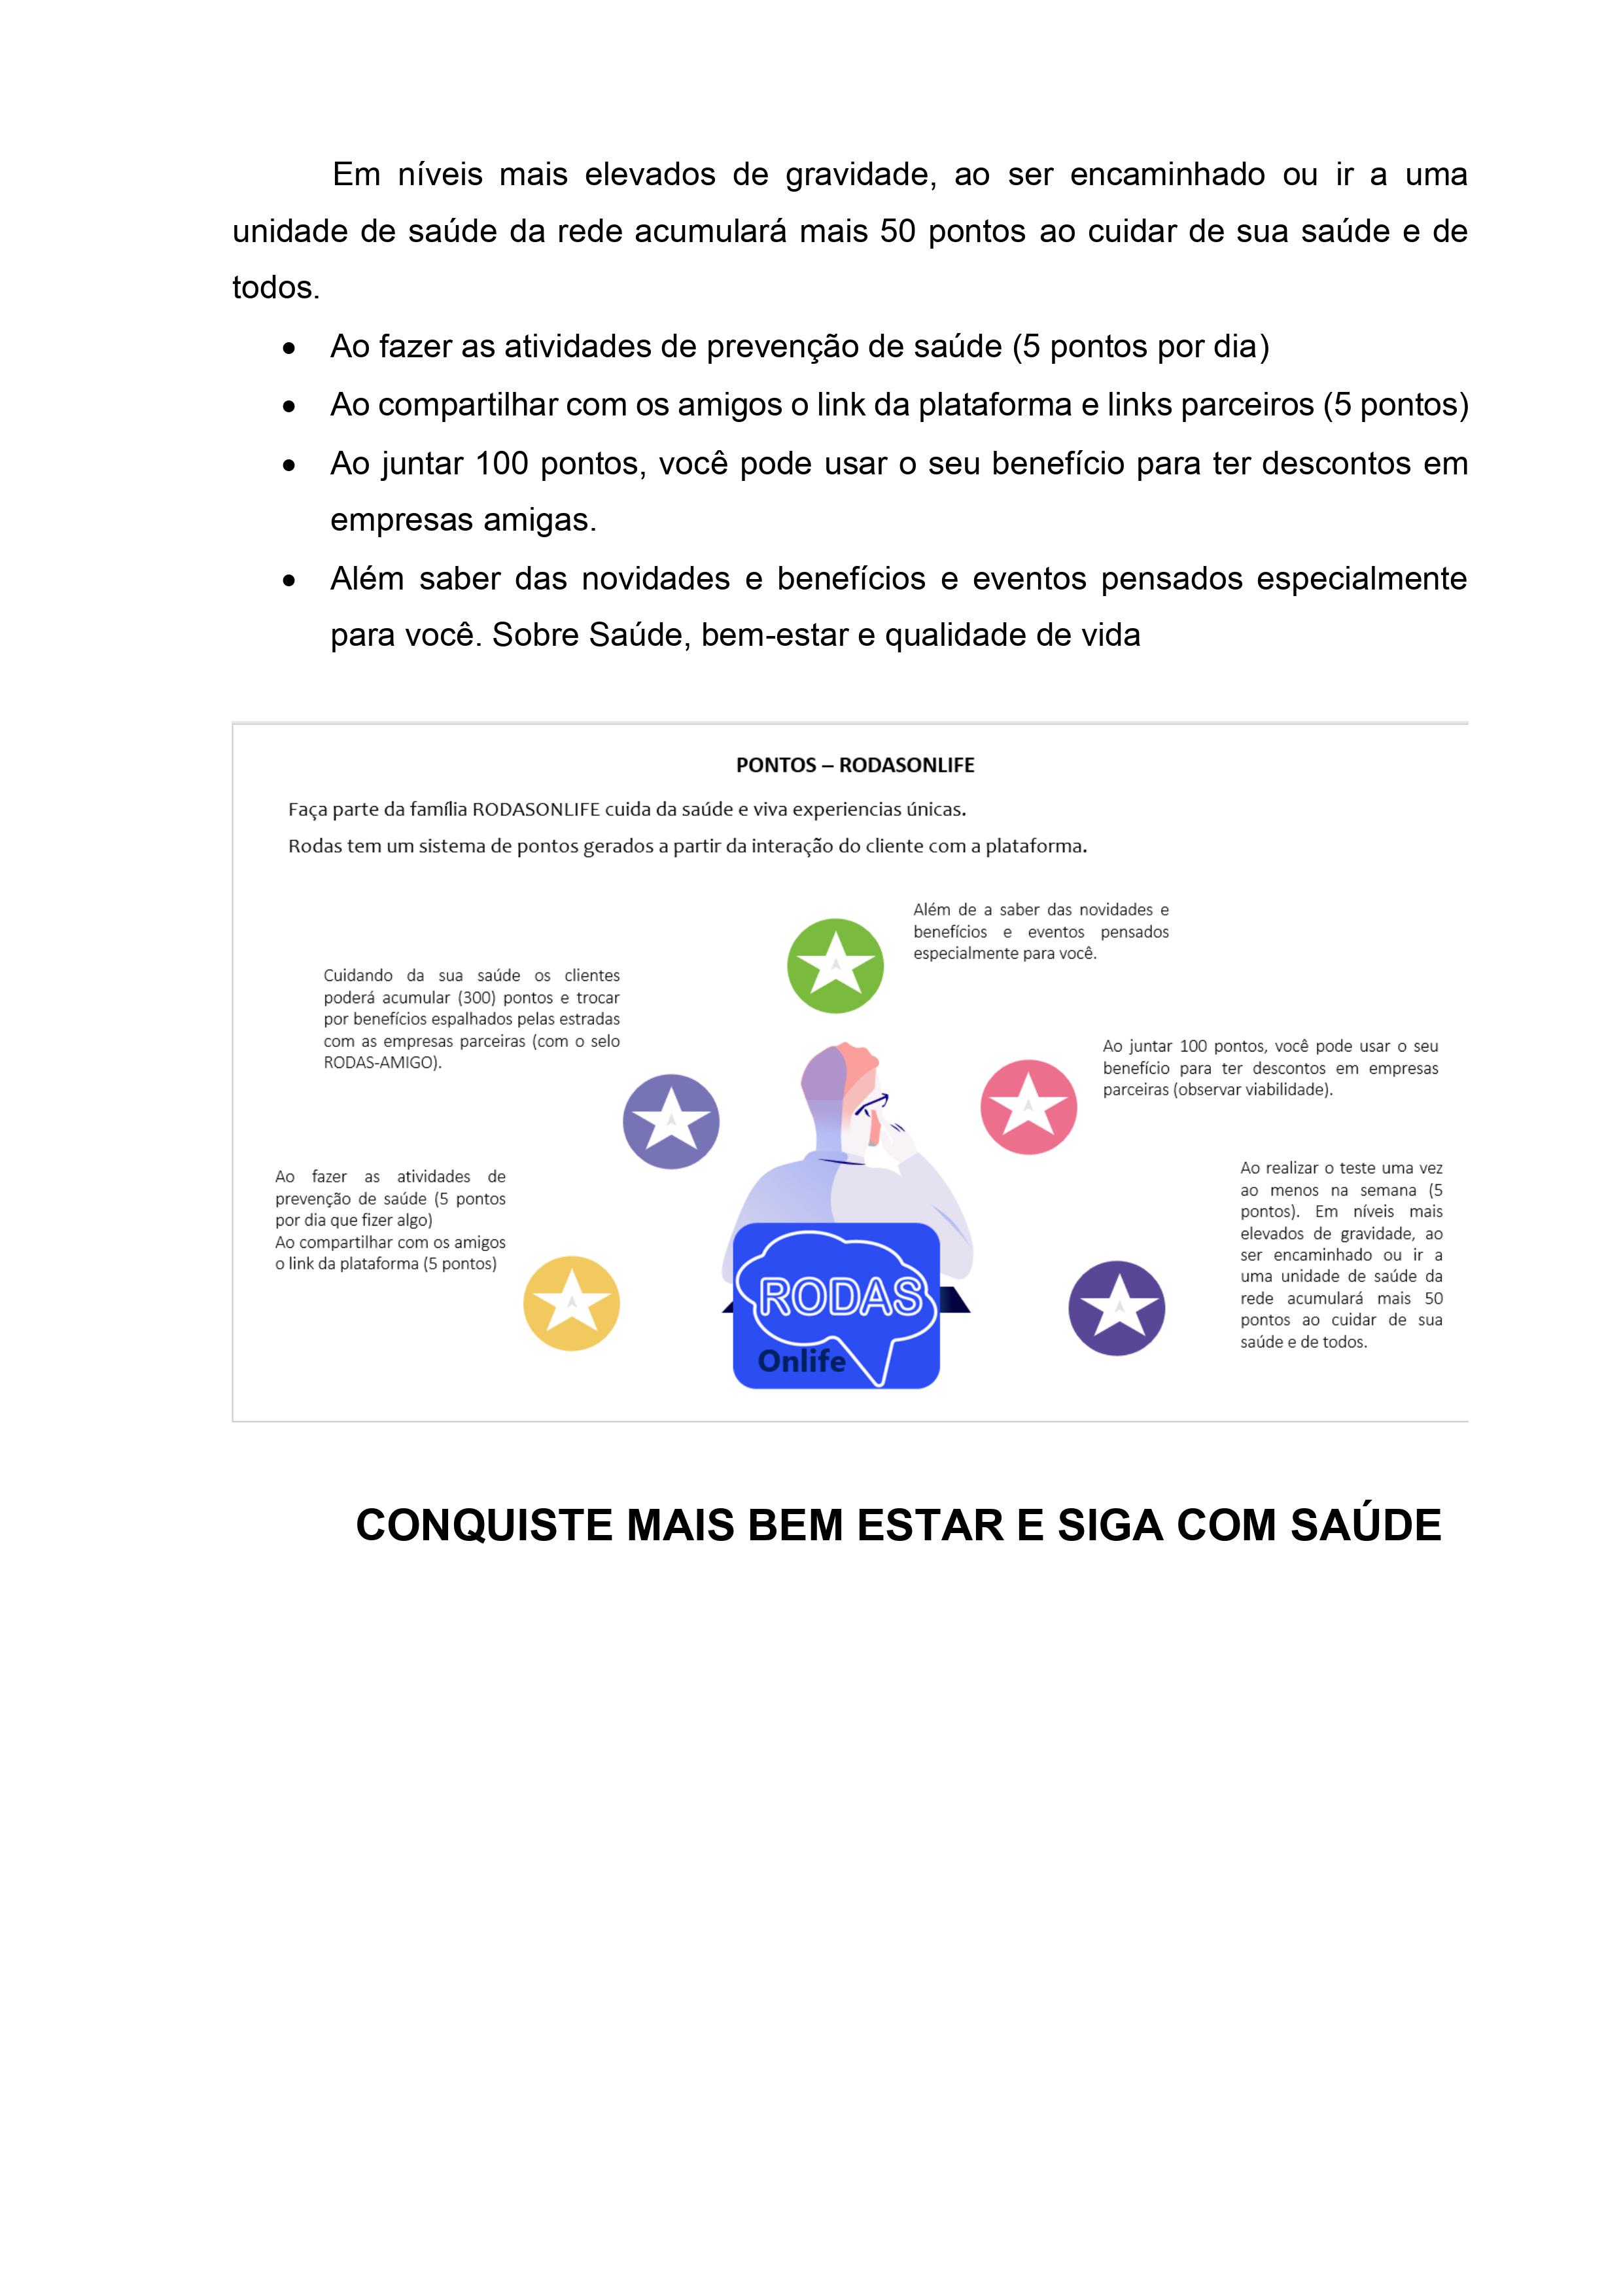 Em níveis mais elevados de gravidade, ao ser encaminhado ou ir a uma
unidade de saúde da rede acumulará mais 50 pontos ao cuidar de sua saúde e de
todos.
• Ao fazer as atividades de prevenção de saúde (5 pontos por dia)
• Ao compartilhar com os amigos o link da plataforma e links parceiros (5 pontos)
• Ao juntar 100 pontos, você pode usar o seu benefício para ter descontos em
empresas amigas.
• Além saber das novidades e benefícios e eventos pensados especialmente
para você. Sobre Saúde, bem-estar e qualidade de vida
PONTOS – RODASONLIFE
Faça parte da família RODASONLIFE cuida da saúde e viva experiencias únicas.
Rodas tem um sistema de pontos gerados a partir da interação do cliente com a plataforma.
Além de a saber das novidades e
benefícios e eventos pensados
especialmente para você.
Cuidando da sua saúde os clientes
poderá acumular (300) pontos e trocar
por benefícios espalhados pelas estradas
com as empresas parceiras (com o selo
RODAS-AMIGO).
Ao juntar 100 pontos, você pode usar o seu
benefício para ter descontos em empresas
parceiras (observar viabilidade).
Ao fazer as atividades de
prevenção de saúde (5 pontos
por dia que fizer algo)
Ao compartilhar com os amigos
o link da plataforma (5 pontos)
Ao realizar o teste uma vez
ao menos na semana (5
pontos). Em níveis mais
elevados de gravidade, ao
ser encaminhado ou ir a
uma unidade de saúde da
rede acumulará mais 50
pontos ao cuidar de sua
saúde e de todos.
RODAS
Onlife
CONQUISTE MAIS BEM ESTAR E SIGA COM SAÚDE